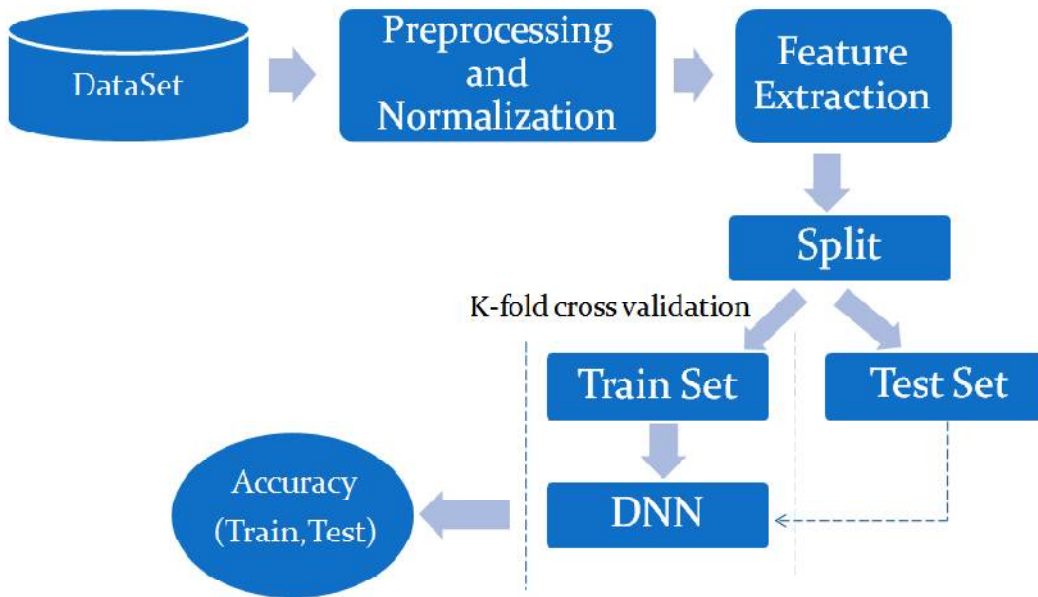 DataSet
Preprocessing
and
Normalization
Feature
Extraction
Split
K-fold cross validation
Train Set
Test Set
DNN
Accuracy
(Train,Test)